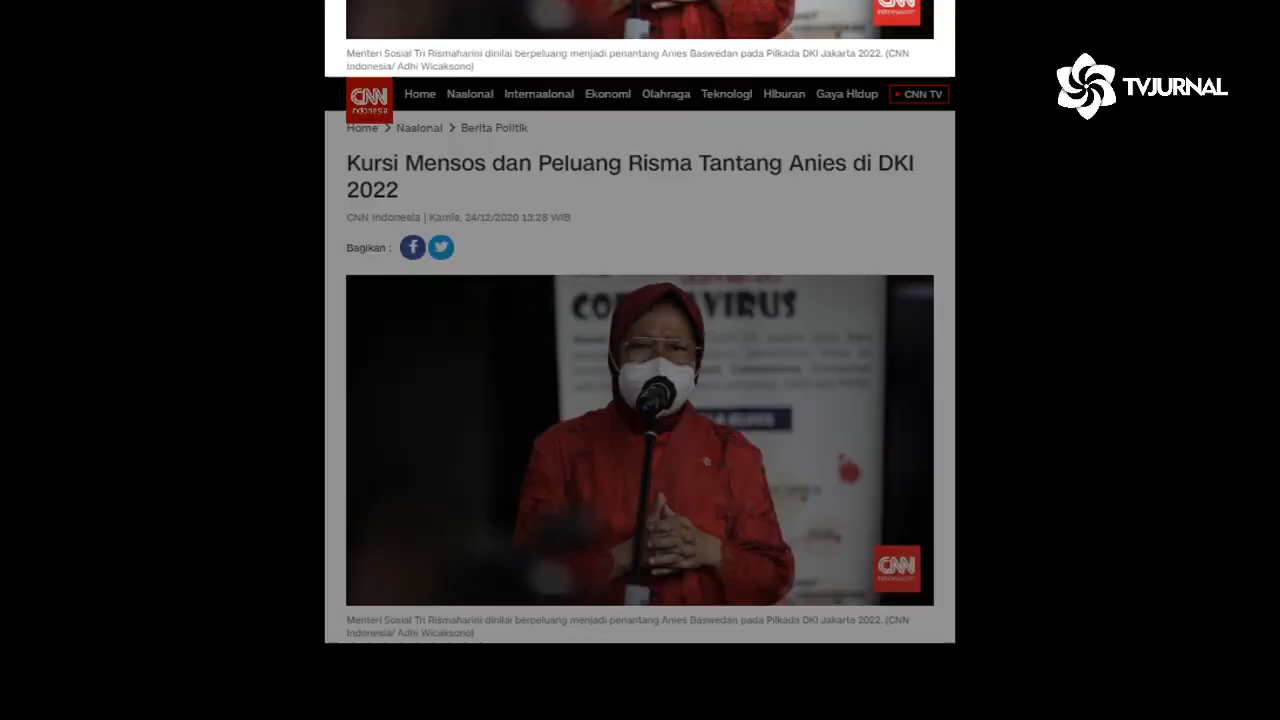 CNN
Indonesia.com
Menteri Sosial Tri Rismaharini dinilai berpeluang menjadi penantang Anies Baswedan pada Pilkada DKI Jakarta 2022. (CNN
Indonesia/ Adhi Wicaksono)
TVJURNAL
CNN
Indonesia
Home Nasional Internasional Ekonomi Olahraga Teknologi Hiburan Gaya Hidup CNN TV
Home > Nasional > Berita Politik
Kursi Mensos dan Peluang Risma Tantang Anies di DKI
2022
CNN Indonesia | Kamis, 24/12/2020 13:28 WIB
Bagikan :
VIRUS
CNN
Menteri Sosial Tri Rismaharini dinilai berpeluang menjadi penantang Anies Baswedan pada Pilkada DKI Jakarta 2022. (CNN
Indonesia/ Adhi Wicaksono)